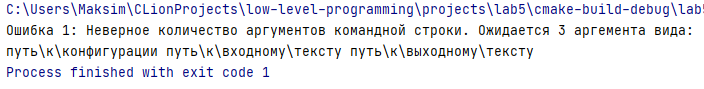 C:\Users\Maksim\CLionProjects\low-level-programming\projects\lab5\cmake-build-debug\lab5
Ошибка 1: Неверное количество аргументов командной строки. Ожидается 3 аргемента вида:
путь\к\конфигурации путь\к\входному\тексту путь\к\выходному\тексту
Process finished with exit code 1